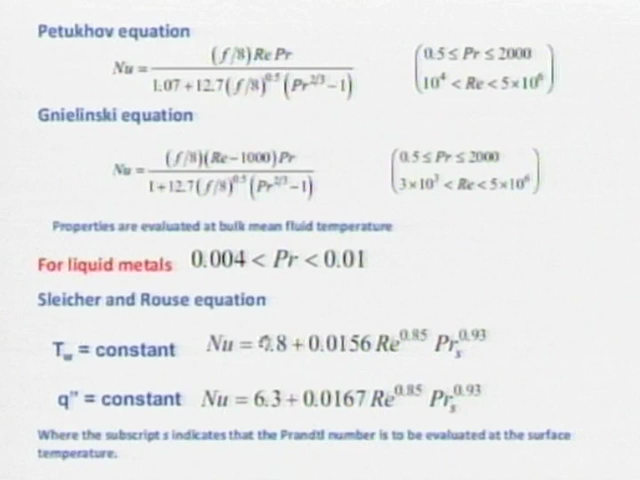 Petukhov equation
Nu = (f/8) Re Pr / 1.07 + 12.7 (f/8)^0.5 (Pr^2/3 − 1) (0.5 ≤ Pr ≤ 2000
10^4 < Re < 5×10^6)
Gnielinski equation
Nu = (f/8)(Re − 1000) Pr / 1 + 12.7 (f/8)^0.5 (Pr^2/3 − 1) (0.5 ≤ Pr ≤ 2000
3×10^3 < Re < 5×10^6)
Properties are evaluated at bulk mean fluid temperature
For liquid metals 0.004 < Pr < 0.01
Sleicher and Rouse equation
T_w = constant Nu = 4.8 + 0.0156 Re^0.85 Pr_s^0.93
q" = constant Nu = 6.3 + 0.0167 Re^0.85 Pr_s^0.93
Where the subscript s indicates that the Prandtl number is to be evaluated at the surface
temperature.